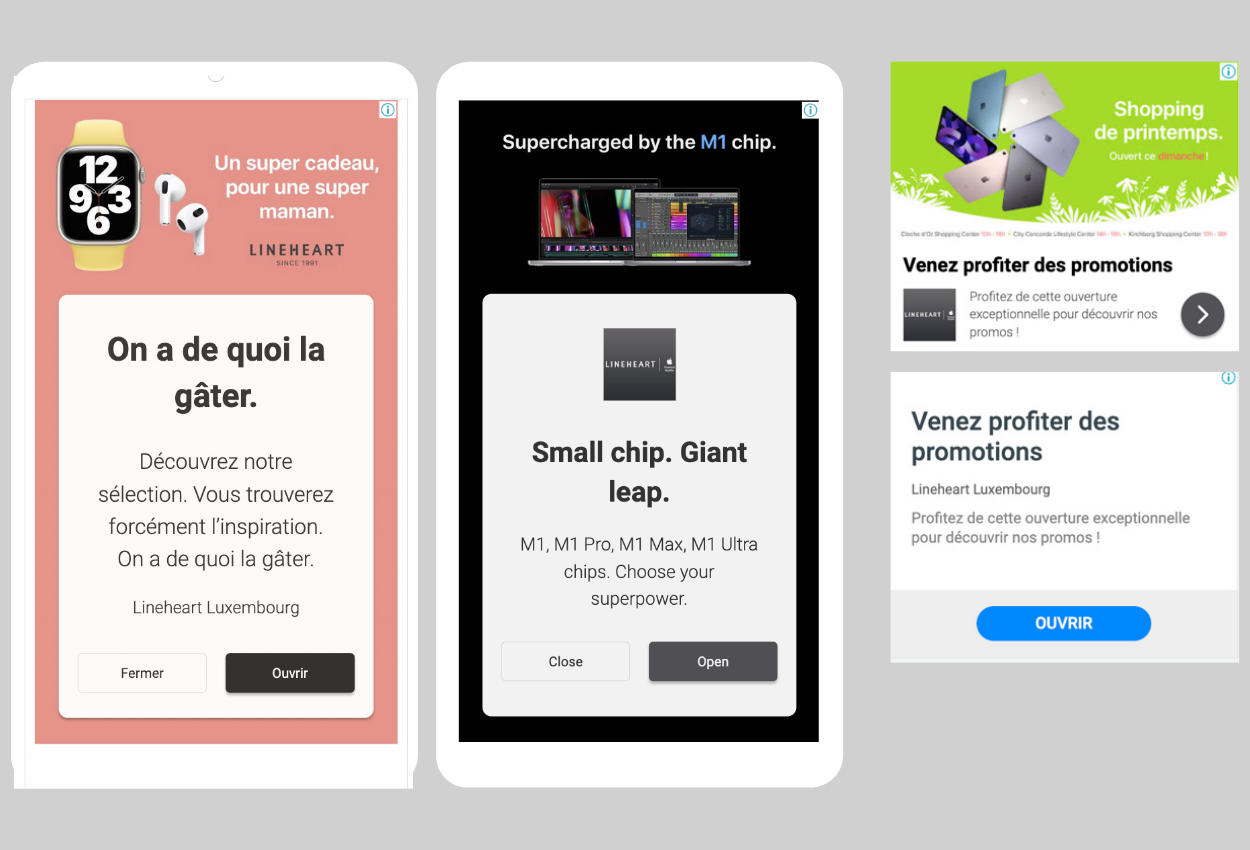 Un super cadeau,
pour une super
maman.
LINEHEART
SINCE 1991
12
9 3
6
On a de quoi la
gâter.
Découvrez notre
sélection. Vous trouverez
forcément l’inspiration.
On a de quoi la gâter.
Lineheart Luxembourg
Fermer
Ouvrir
Supercharged by the M1 chip.
LINEHEART
Small chip. Giant
leap.
M1, M1 Pro, M1 Max, M1 Ultra
chips. Choose your
superpower.
Close
Open
Shopping
de printemps.
Ouvert ce dimanche !
Cloche d'Or Shopping Center 10h - 18h • City Concorde Lifestyle Center 14h - 18h • Kirchberg Shopping Center 10h - 18h
Venez profiter des promotions
LINEHEART
Profitez de cette ouverture
exceptionnelle pour découvrir nos
promos !
Venez profiter des
promotions
Lineheart Luxembourg
Profitez de cette ouverture exceptionnelle
pour découvrir nos promos !
OUVRIR